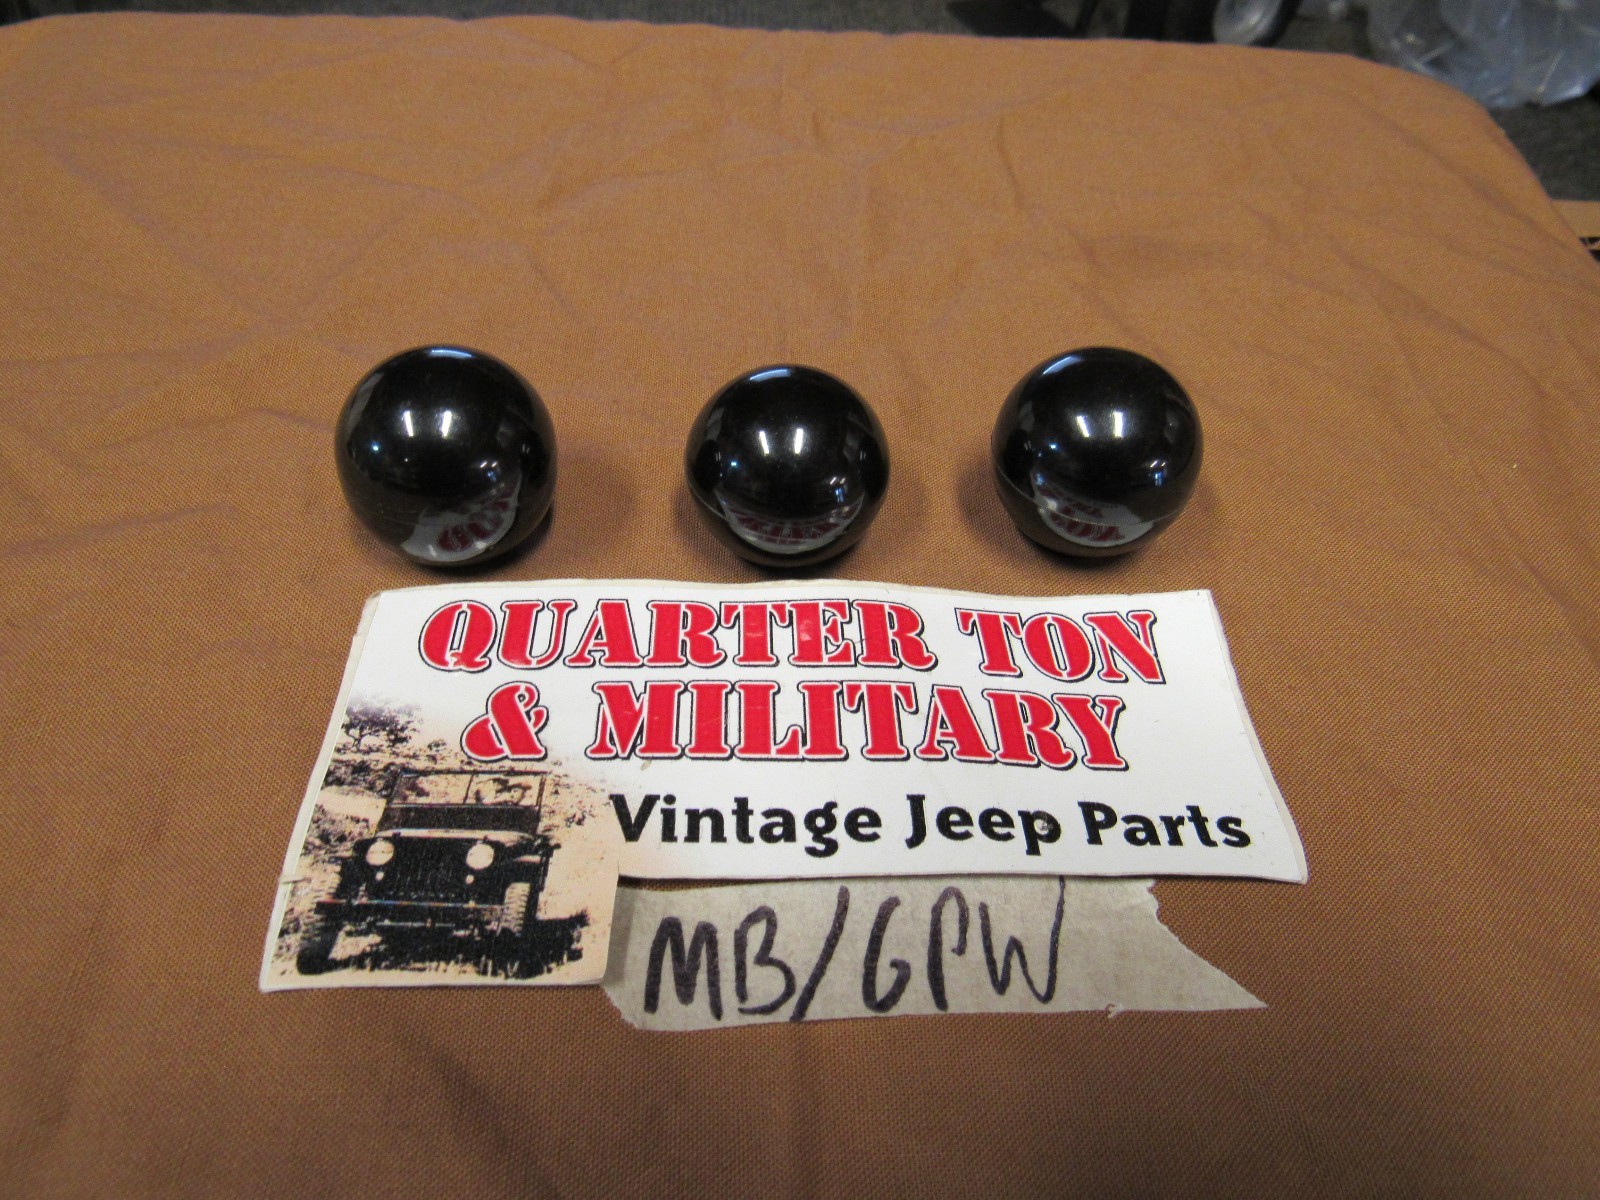 QUARTER TON
& MILITARY
Vintage Jeep Parts
MB/GPW